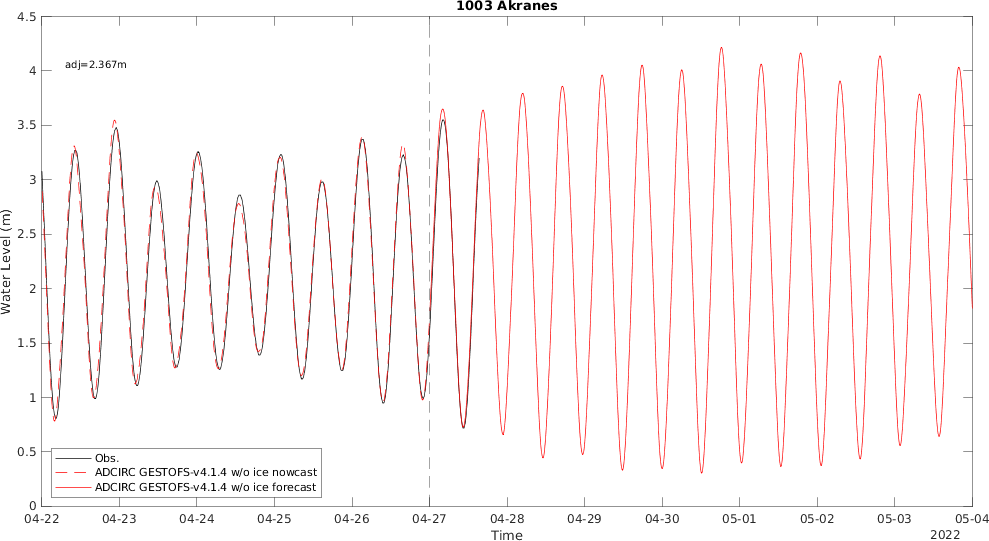 1003 Akranes
adj=2.367m
4.5
4
3.5
3
2.5
2
1.5
1
0.5
0
Water Level (m)
Obs.
ADCIRC GESTOFS-v4.1.4 w/o ice nowcast
ADCIRC GESTOFS-v4.1.4 w/o ice forecast
04-22 04-23 04-24 04-25 04-26 04-27 04-28 04-29 04-30 05-01 05-02 05-03 05-04
Time
2022